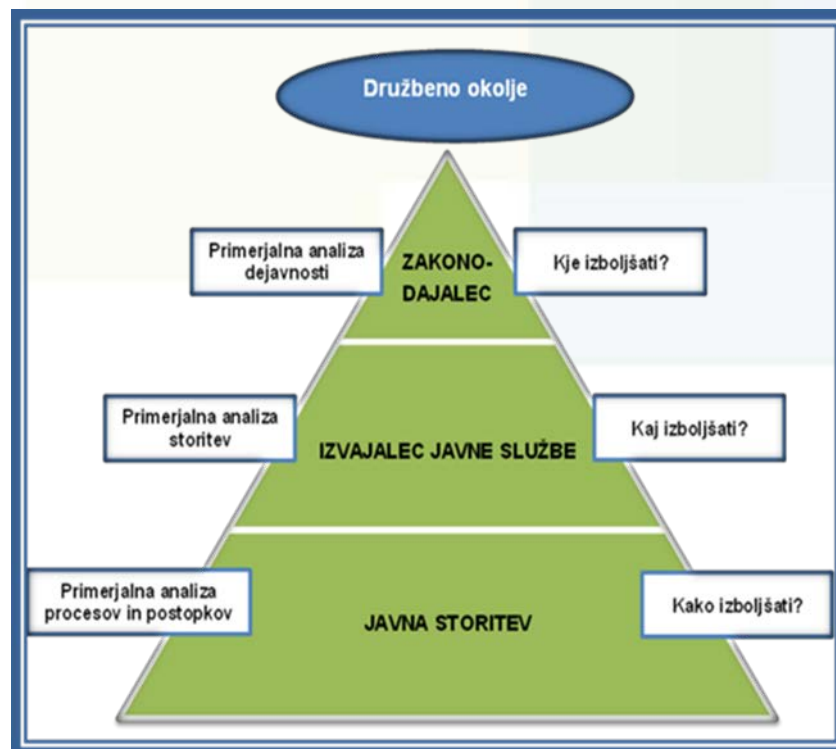 Družbeno okolje
Primerjalna analiza
dejavnosti
ZAKONO-
DAJALEC
Kje izboljšati?
Primerjalna analiza
storitev
IZVAJALEC JAVNE SLUŽBE
Kaj izboljšati?
Primerjalna analiza
procesov in postopkov
JAVNA STORITEV
Kako izboljšati?